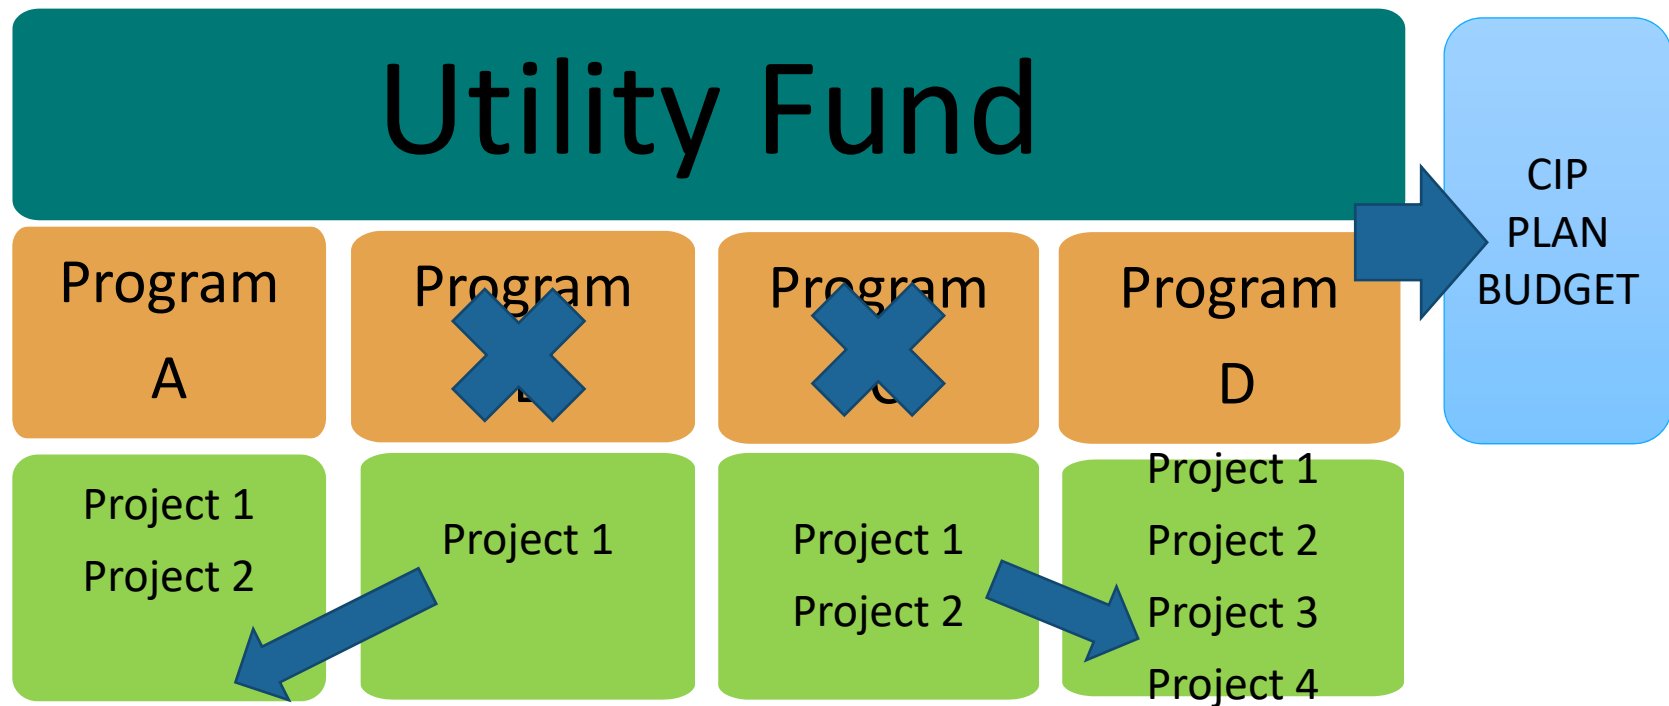 Utility Fund
CIP
PLAN
BUDGET
Program
A
Program
Program
Program
D
Project 1
Project 2
Project 1
Project 1
Project 2
Project 1
Project 2
Project 3
Project 4